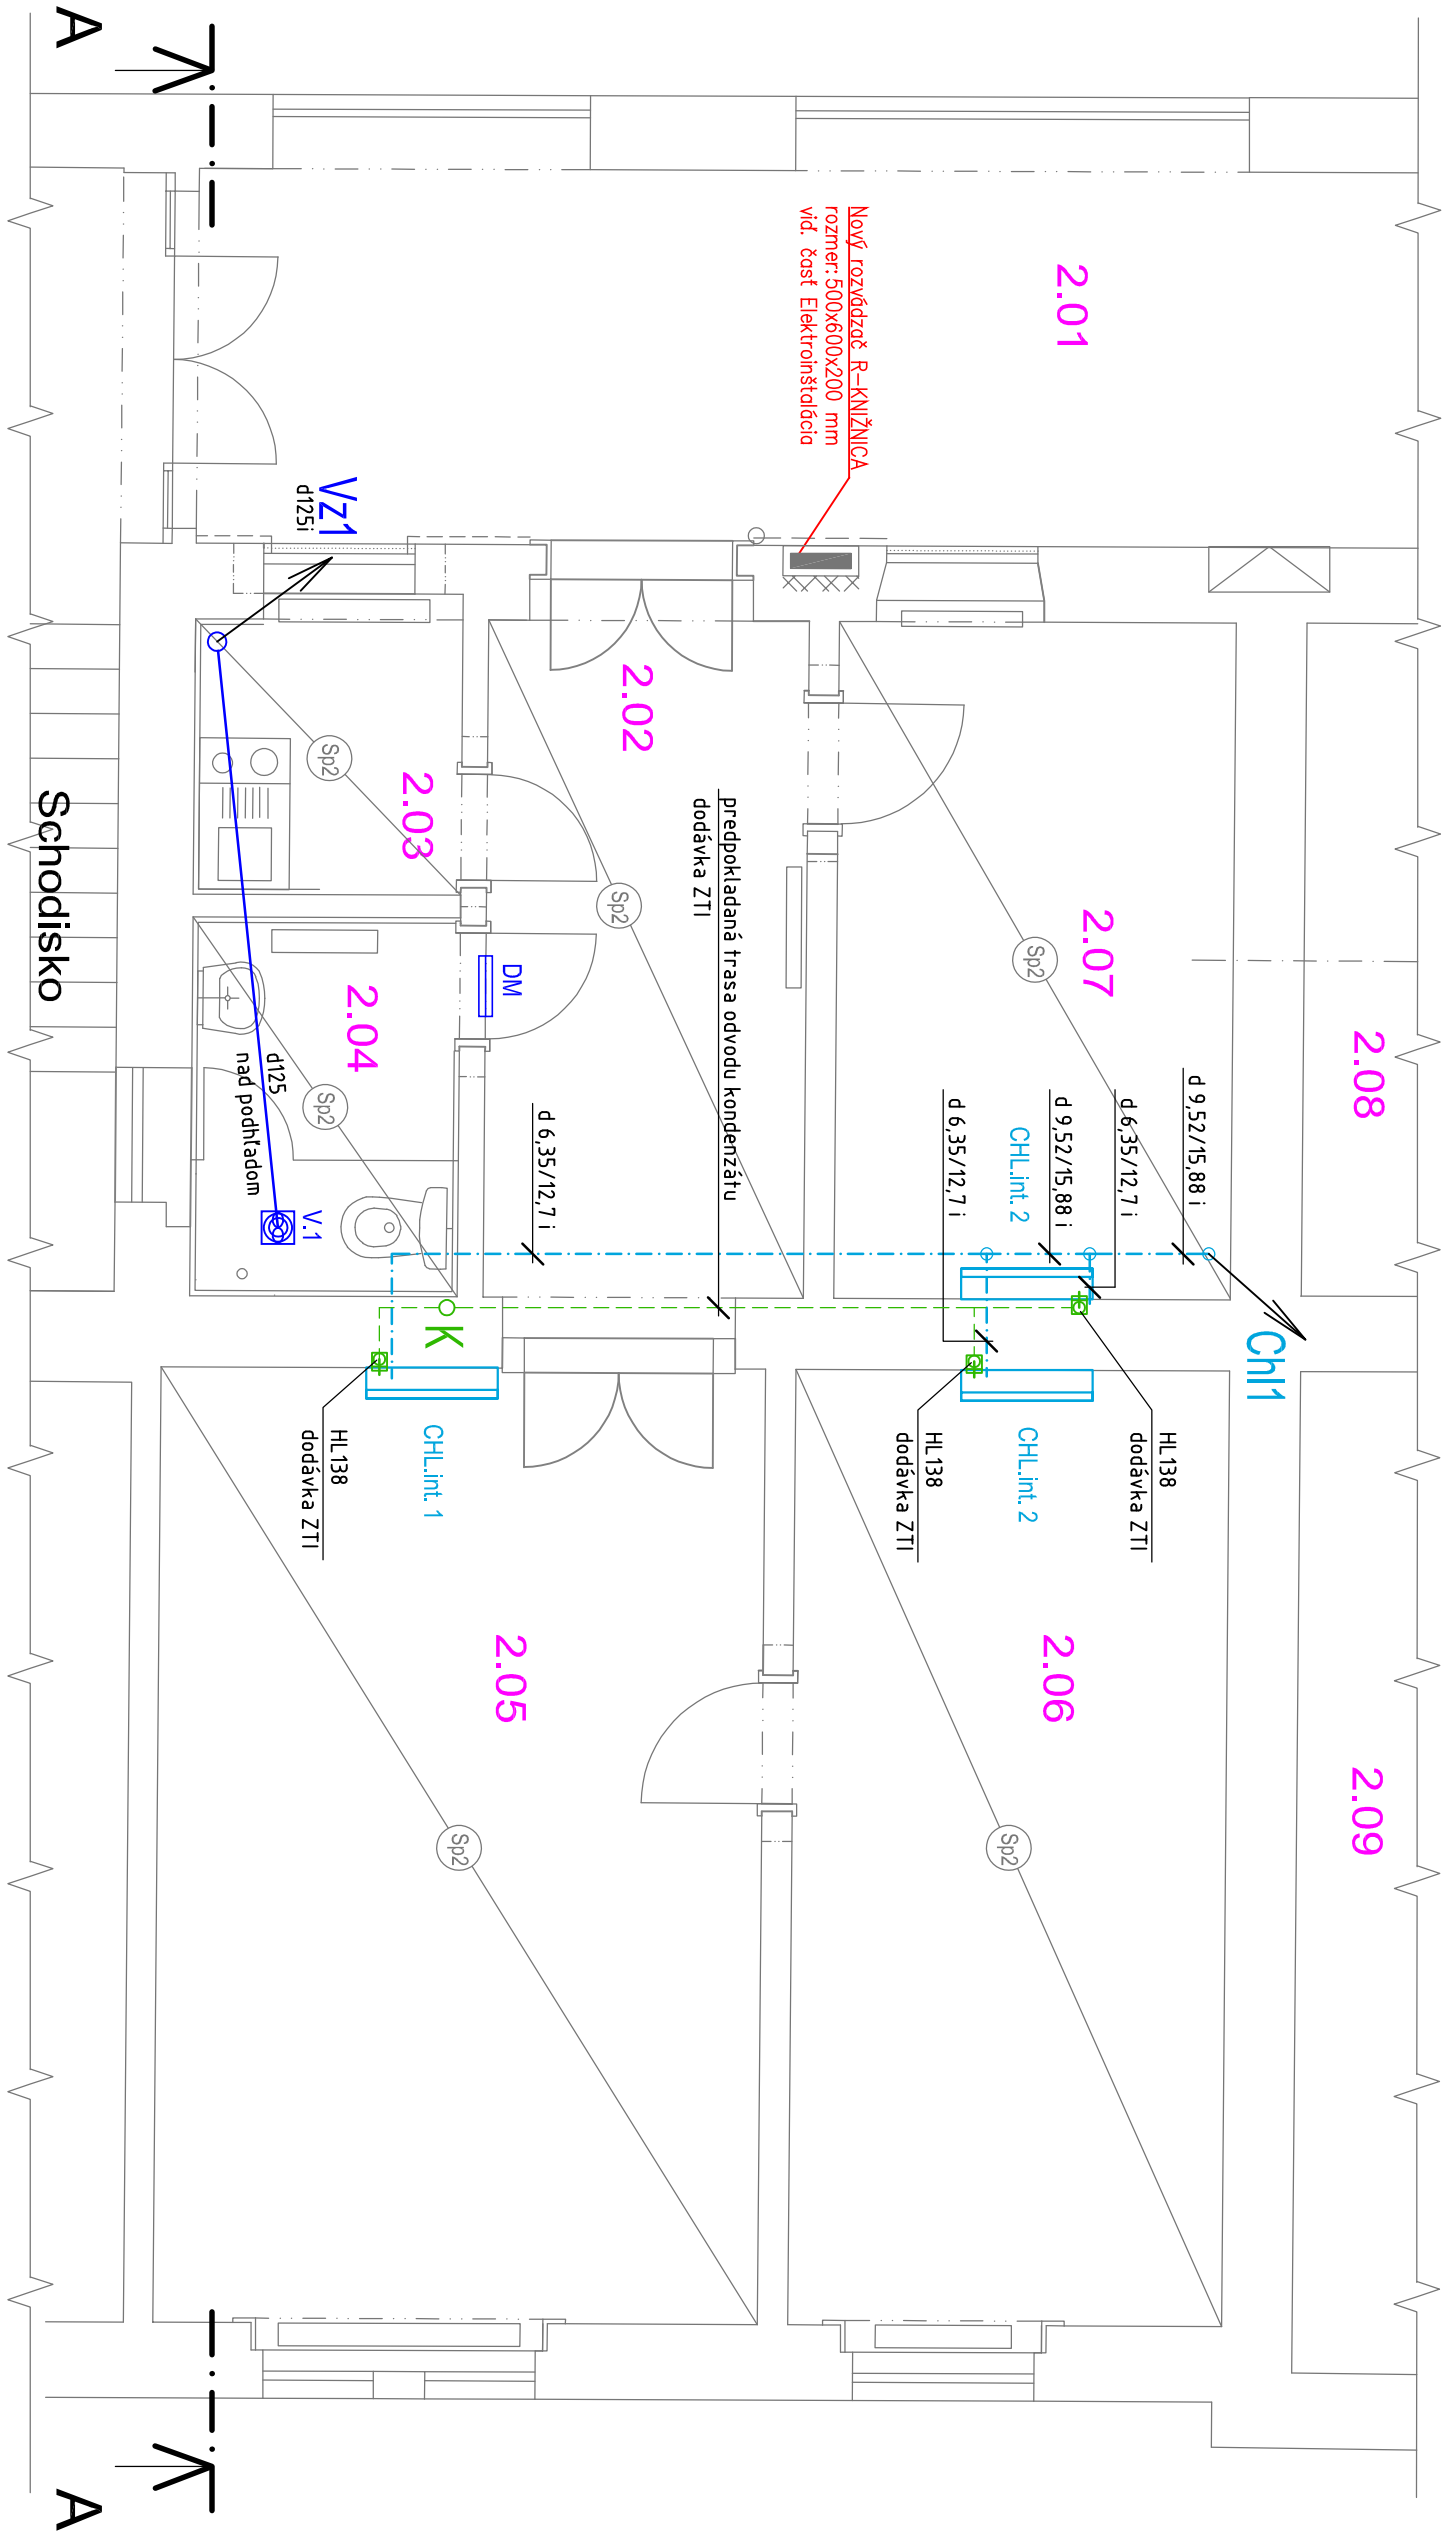 A
A
2.01
Nový rozvádzač R-KNIŽNICA
rozmer: 500x600x200 mm
viď. časť Elektroinštalácia
Vz1
d125i
2.02
2.03
2.04
2.07
2.08
Sp2
Sp2
Sp2
Sp2
Schodisko
DM
predpokladaná trasa odvodu kondenzátu
dodávka ZTI
d125
nad podhľadom
V.1
d 6,35/12,7 i
d 6,35/12,7 i
CHL.int. 2
d 9,52/15,88 i
d 6,35/12,7 i
d 9,52/15,88 i
Chl1
K
HL138
dodávka ZTI
CHL.int. 1
HL138
dodávka ZTI
CHL.int. 2
HL138
dodávka ZTI
2.05
2.06
2.09
Sp2
Sp2